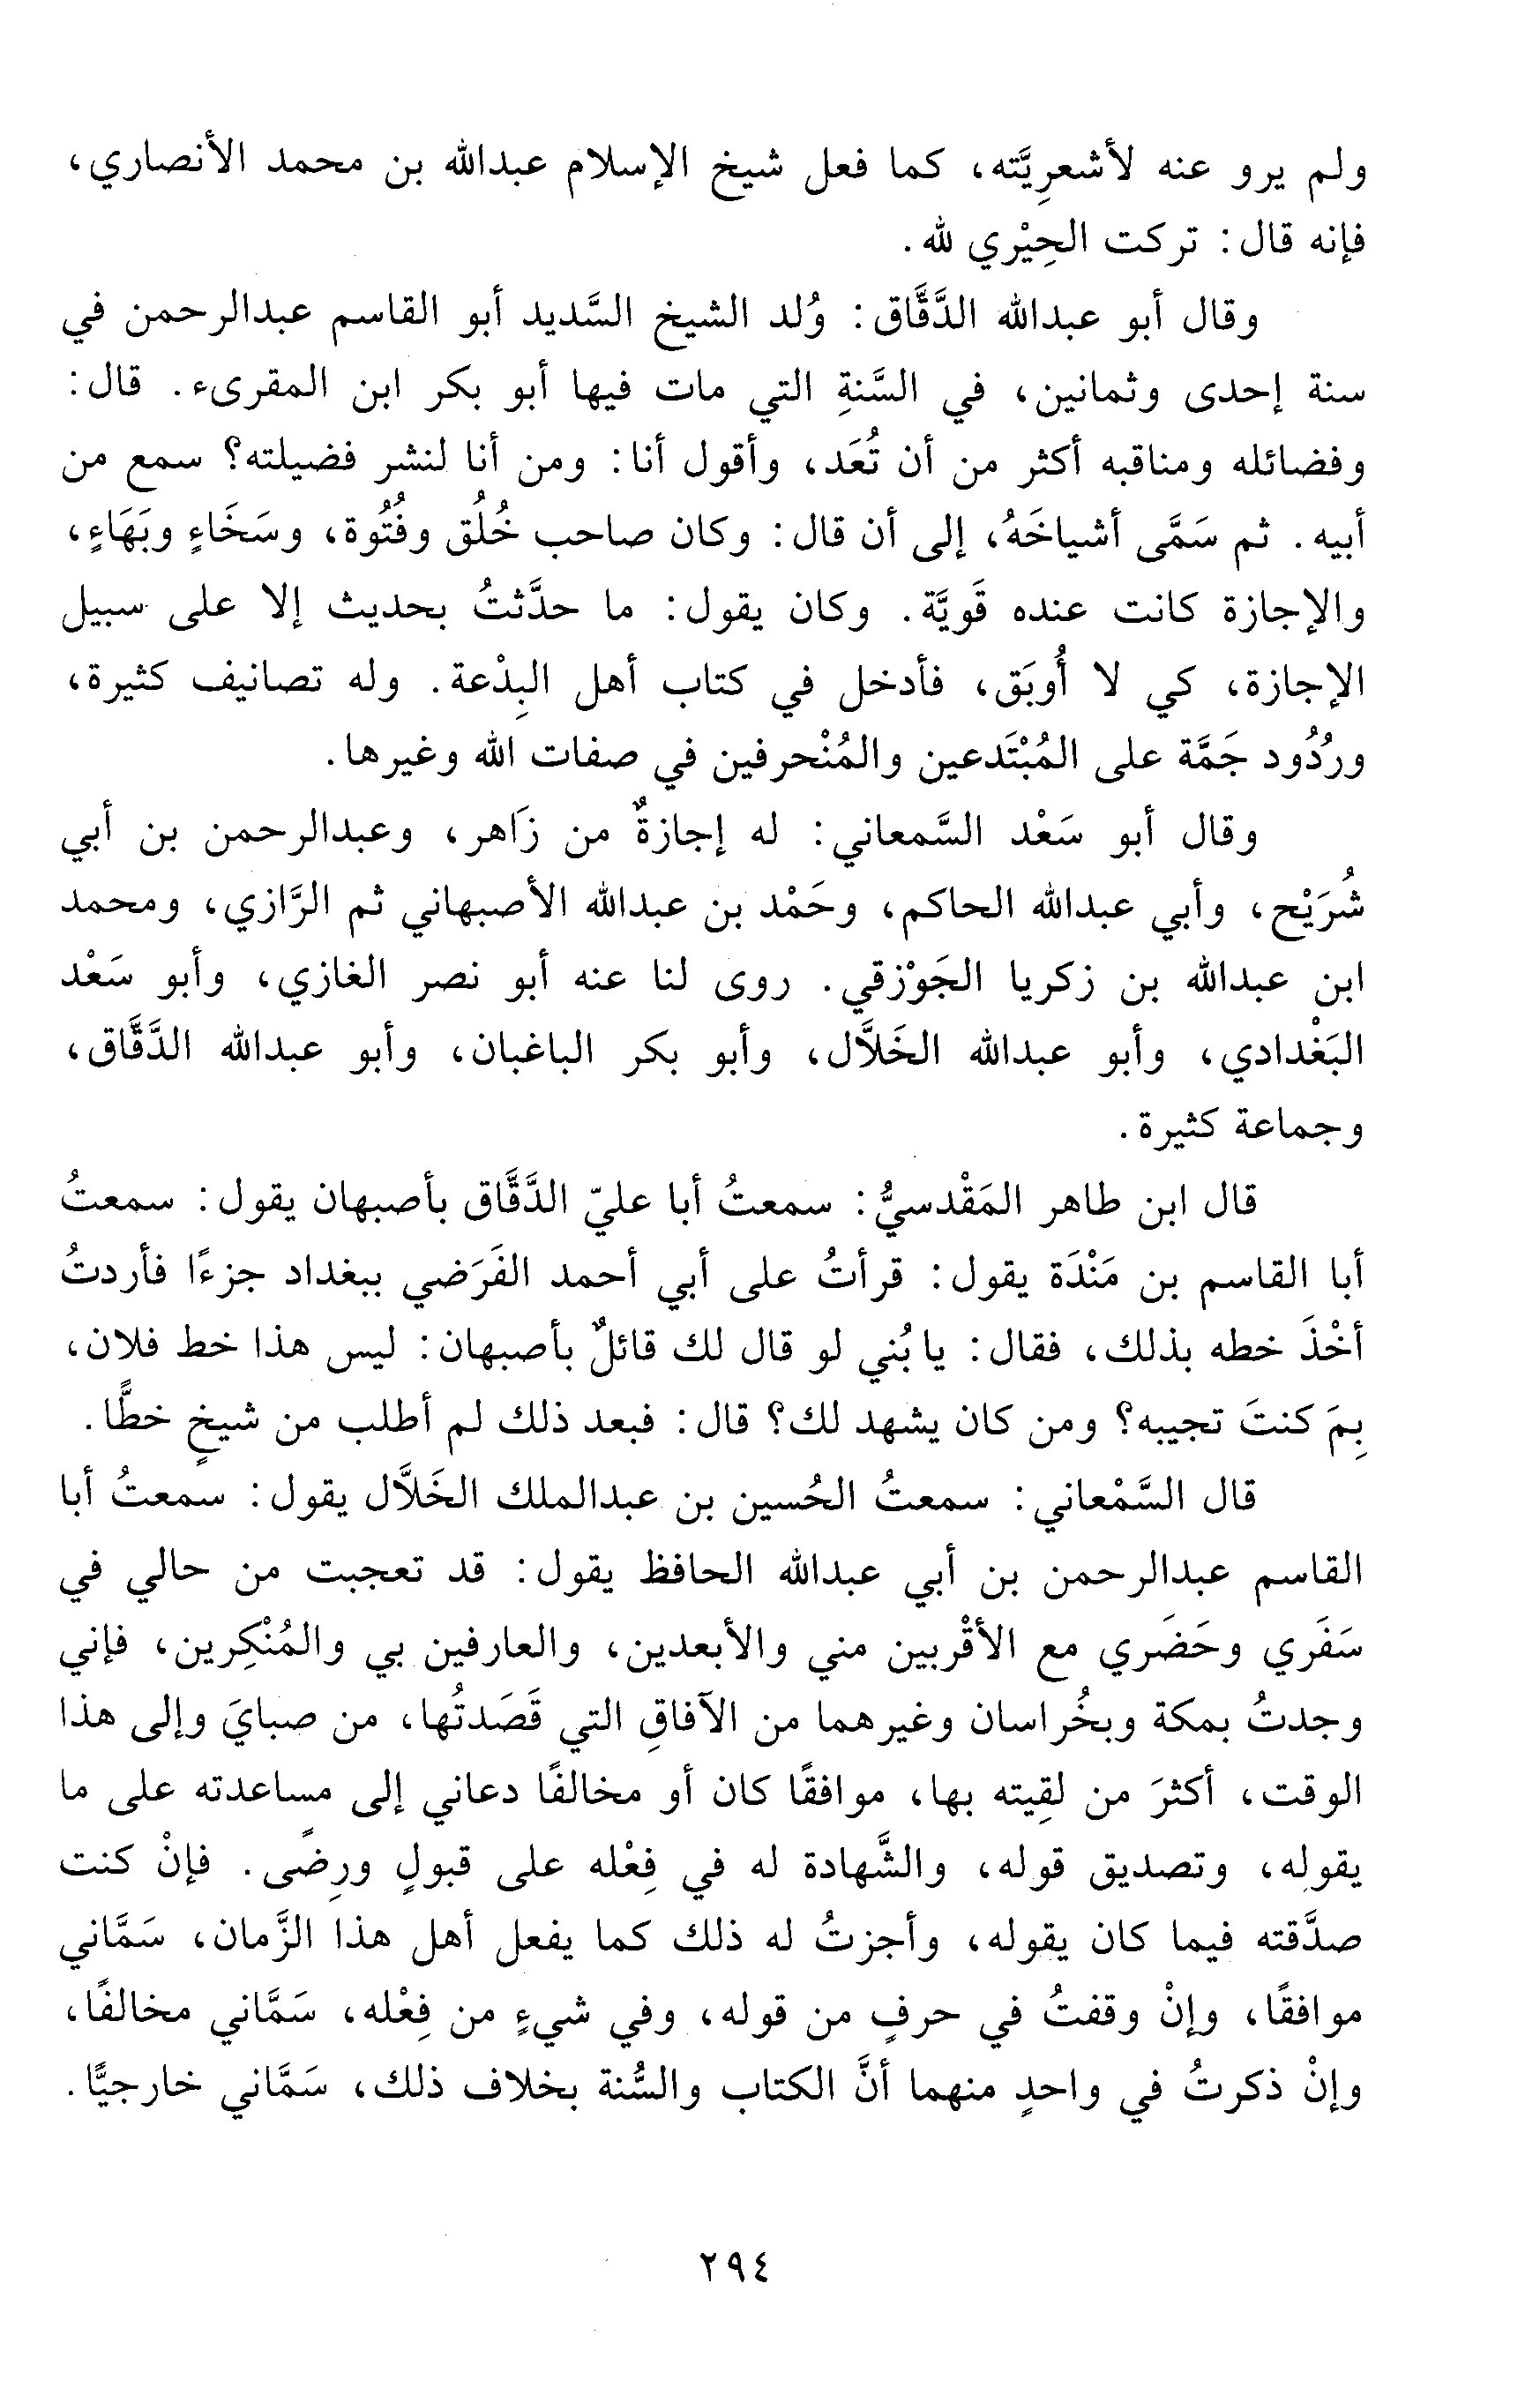 ولم يرو عنه لأشعرِيَّته، كما فعل شيخ الإسلام عبدالله بن محمد الأنصاري،
فإنه قال: تركت الحِيْري لله.
وقال أبو عبدالله الدَّقَّاق: وُلد الشيخ السَّديد أبو القاسم عبدالرحمن في
سنة إحدى وثمانين، في السَّنةِ التي مات فيها أبو بكر ابن المقرىء. قال:
وفضائله ومناقبه أكثر من أن تُعَد، وأقول أنا: ومن أنا لنشر فضيلته؟ سمع من
أبيه. ثم سَمَّى أشياخَهُ، إلى أن قال: وكان صاحب خُلُق وفُتُوة، وسَخَاءٍ وبَهَاءٍ،
والإجازة كانت عنده قَويَّة. وكان يقول: ما حدَّثتُ بحديث إلا على سبيل
الإجازة، كي لا أُوبَق، فأدخل في كتاب أهل البِدْعة. وله تصانيف كثيرة،
ورُدُود جَمَّة على المُبْتَدعين والمُنْحرفين في صفات الله وغيرها.
وقال أبو سَعْد السَّمعاني: له إجازةٌ من زَاهر، وعبدالرحمن بن أبي
شُرَيْح، وأبي عبدالله الحاكم، وحَمْد بن عبدالله الأصبهاني ثم الرَّازي، ومحمد
ابن عبدالله بن زكريا الجَوْزقي. روى لنا عنه أبو نصر الغازي، وأبو سَعْد
البَغْدادي، وأبو عبدالله الخَلاَّل، وأبو بكر الباغبان، وأبو عبدالله الدَّقَّاق،
وجماعة كثيرة.
قال ابن طاهر المَقْدسيُّ: سمعتُ أبا عليّ الدَّقَّاق بأصبهان يقول: سمعتُ
أبا القاسم بن مَنْدَة يقول: قرأتُ على أبي أحمد الفَرَضي ببغداد جزءًا فأردتُ
أخْذَ خطه بذلك، فقال: يا بُني لو قال لك قائلٌ بأصبهان: ليس هذا خط فلان،
بِمَ كنتَ تجيبه؟ ومن كان يشهد لك؟ قال: فبعد ذلك لم أطلب من شيخٍ خطًّا.
قال السَّمْعاني: سمعتُ الحُسين بن عبدالملك الخَلاَّل يقول: سمعتُ أبا
القاسم عبدالرحمن بن أبي عبدالله الحافظ يقول: قد تعجبت من حالي في
سَفَري وحَضَري مع الأقْربين مني والأبعدين، والعارفين بي والمُنْكِرين، فإني
وجدتُ بمكة وبخُراسان وغيرهما من الآفاقِ التي قَصَدتُها، من صبايَ وإلى هذا
الوقت، أكثرَ من لقِيته بها، موافقًا كان أو مخالفًا دعاني إلى مساعدته على ما
يقوله، وتصديق قوله، والشَّهادة له في فِعْله على قبولٍ ورِضًى. فإنْ كنت
صدَّقته فيما كان يقوله، وأجزتُ له ذلك كما يفعل أهل هذا الزَّمان، سَمَّاني
موافقًا، وإنْ وقفتُ في حرفٍ من قوله، وفي شيءٍ من فِعْله، سَمَّاني مخالفًا،
وإنْ ذكرتُ في واحدٍ منهما أنَّ الكتاب والسُّنة بخلاف ذلك، سَمَّاني خارجيًّا.
٢٩٤